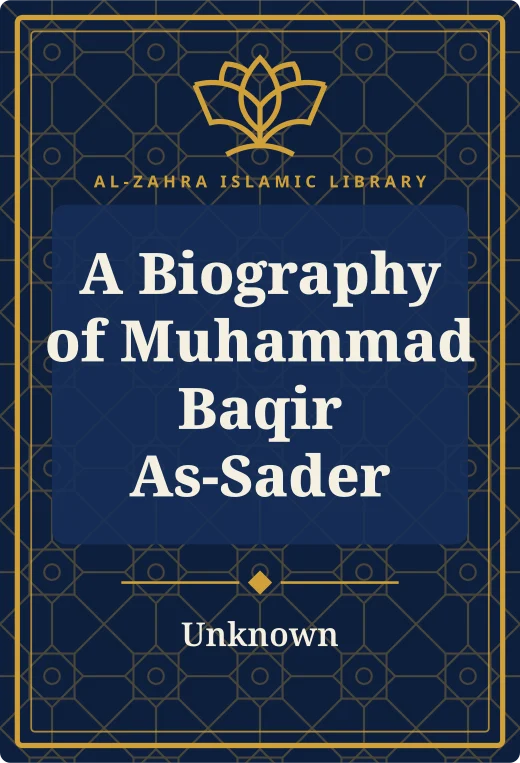 AL-ZAHRA ISLAMIC LIBRARY
A Biography
of Muhammad
Baqir
As-Sader
Unknown